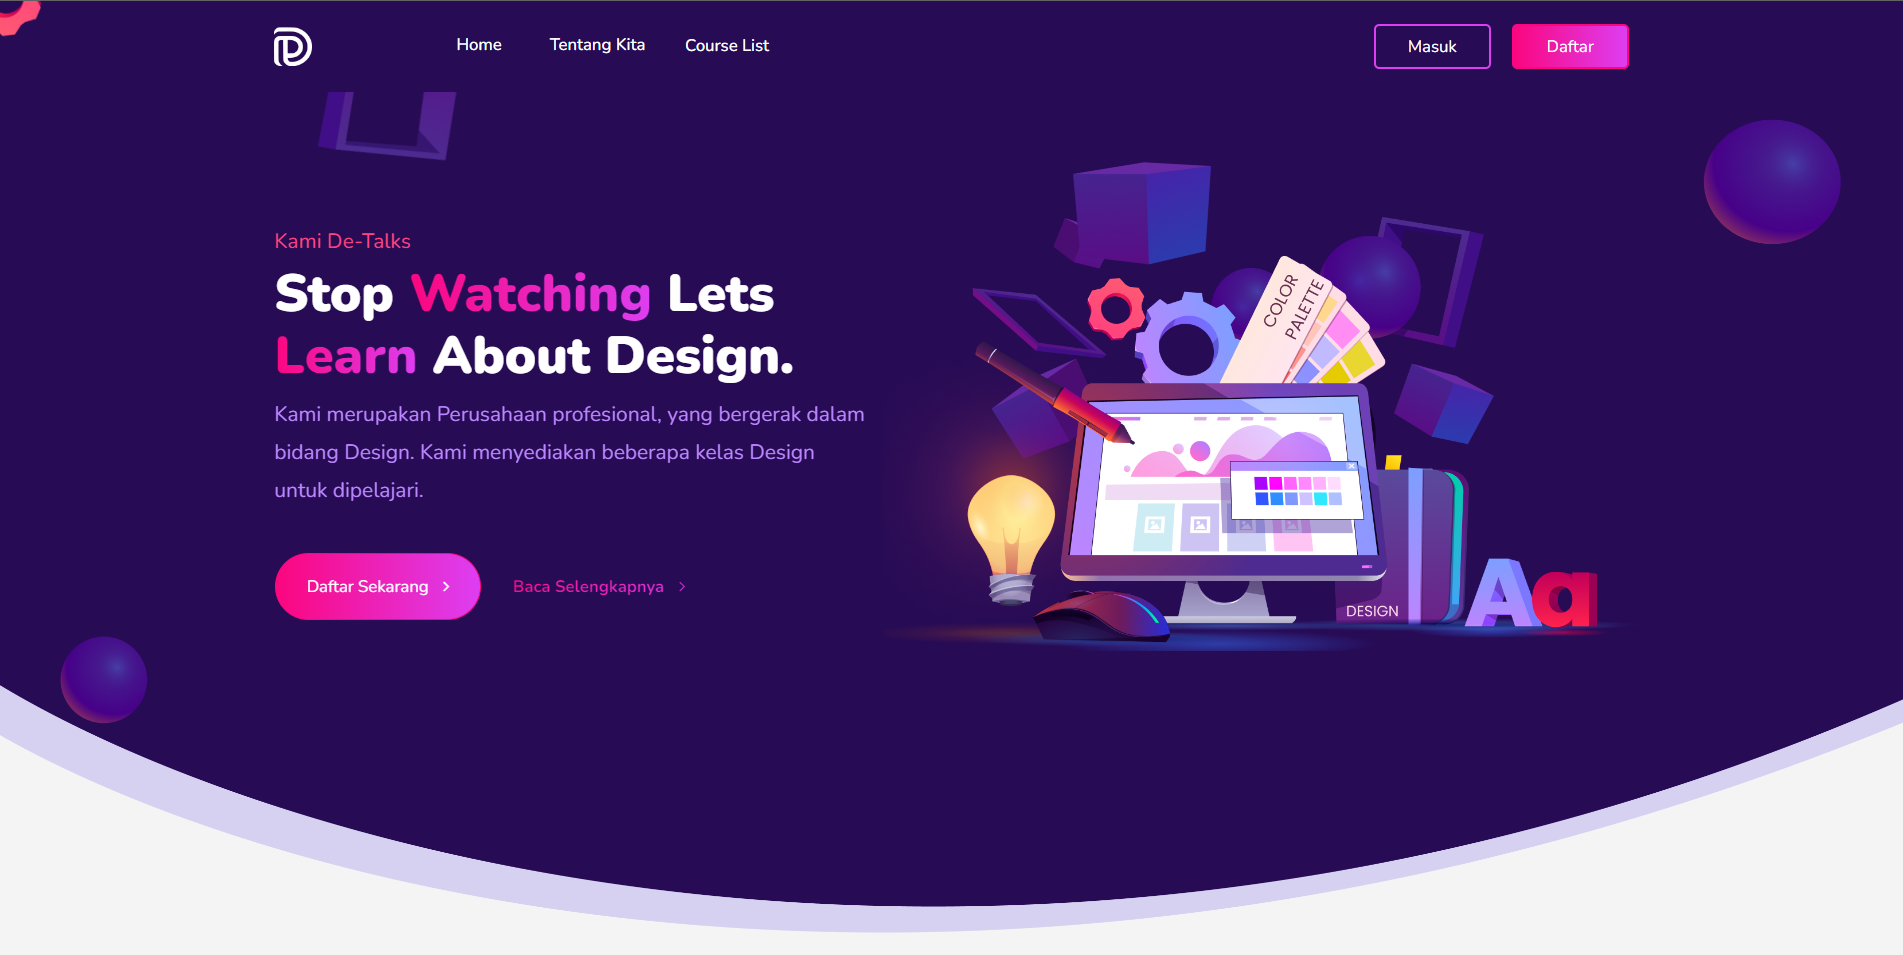 Home
Tentang Kita
Course List
Masuk
Daftar
Kami De-Talks
Stop Watching Lets
Learn About Design.
Kami merupakan Perusahaan profesional, yang bergerak dalam
bidang Design. Kami menyediakan beberapa kelas Design
untuk dipelajari.
Daftar Sekarang
Baca Selengkapnya
COLOR
PALETTE
DESIGN
Aa